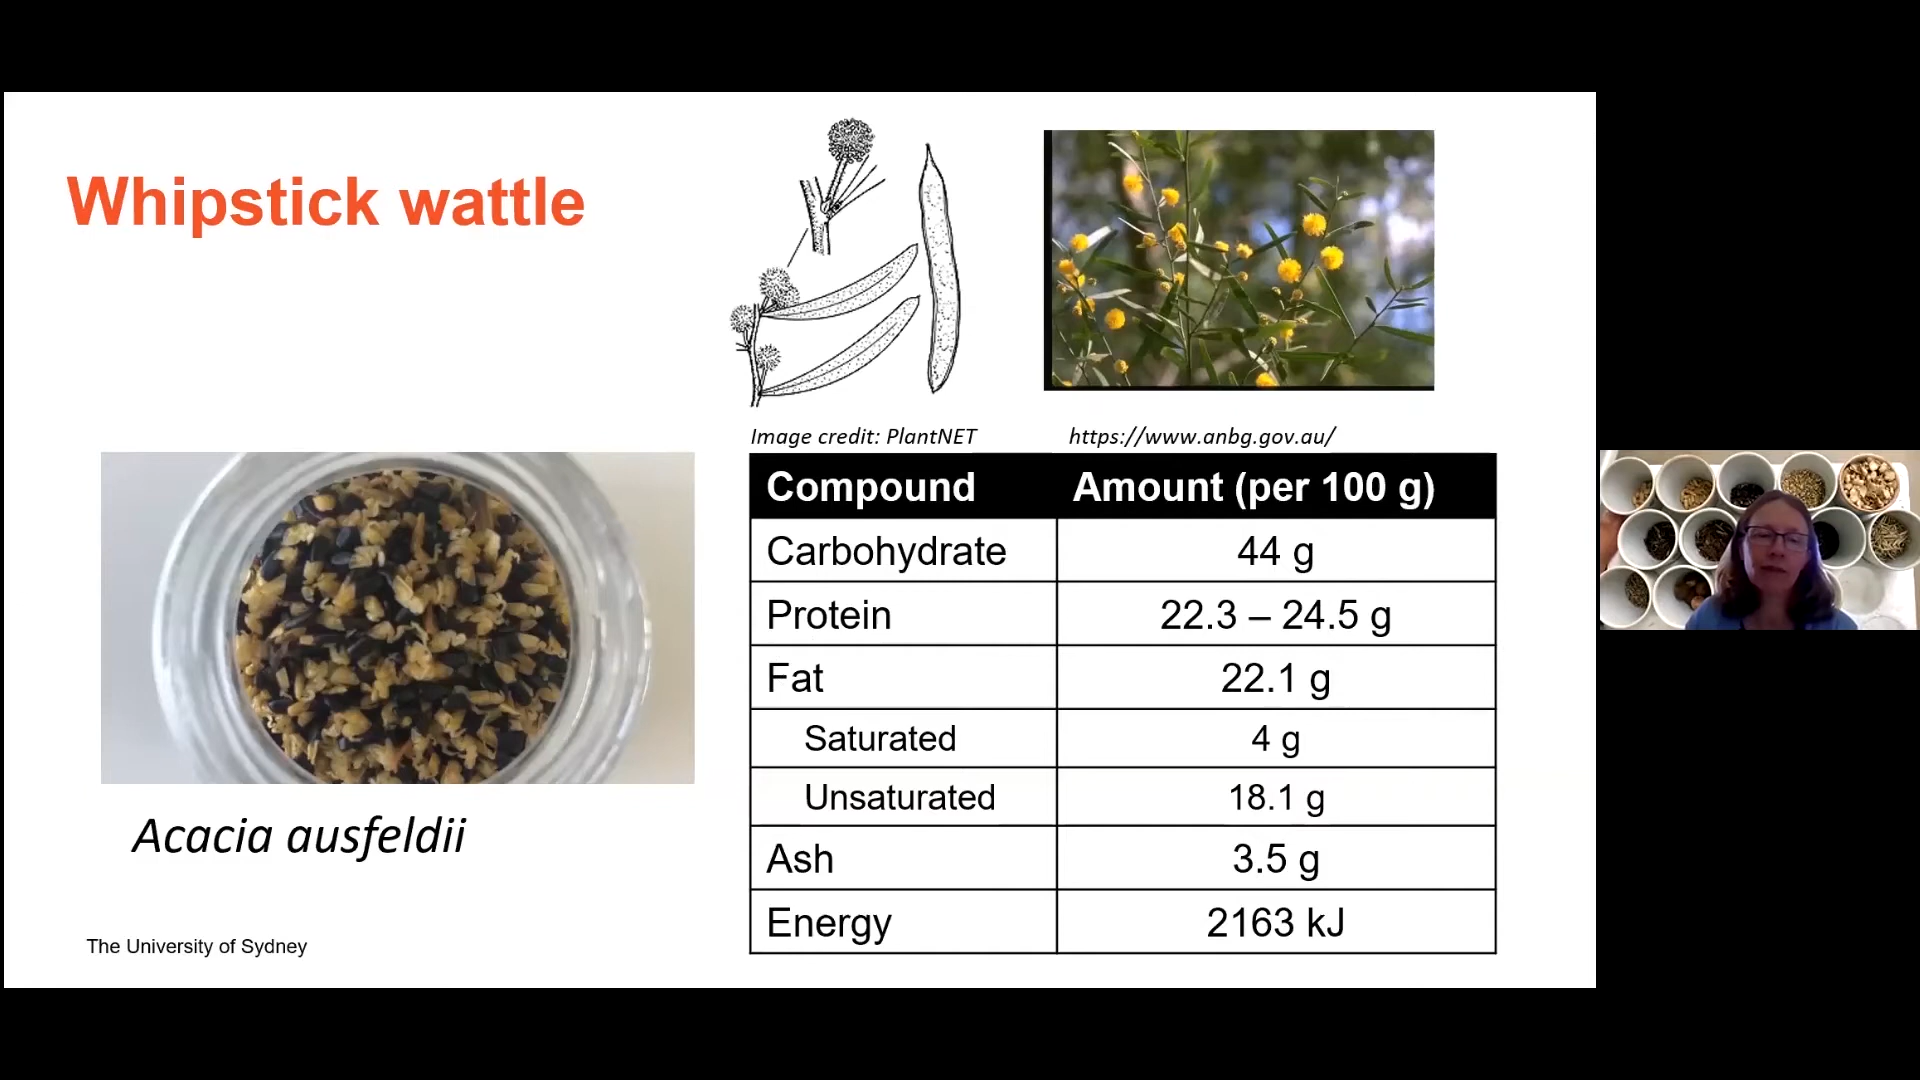 Whipstick wattle
Image credit: PlantNET
https://www.anbg.gov.au/
Acacia ausfeldii
Compound Amount (per 100 g)
Carbohydrate 44 g
Protein 22.3 – 24.5 g
Fat 22.1 g
Saturated 4 g
Unsaturated 18.1 g
Ash 3.5 g
Energy 2163 kJ
The University of Sydney